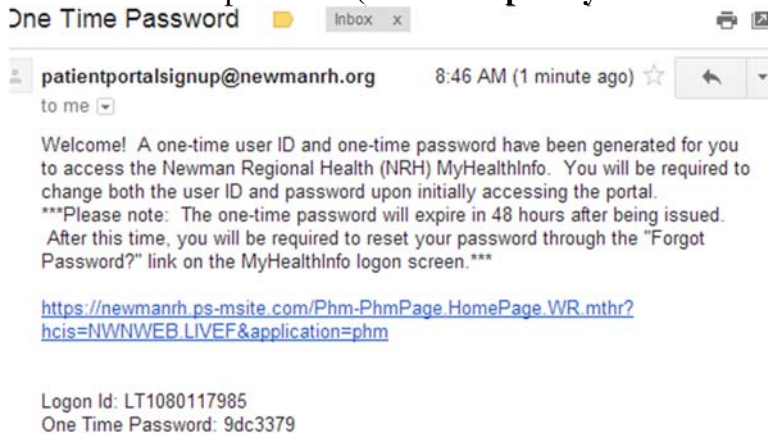 One Time Password Inbox x
patientportalsignup@newmanrh.org 8:46 AM (1 minute ago)
to me
Welcome! A one-time user ID and one-time password have been generated for you
to access the Newman Regional Health (NRH) MyHealthInfo. You will be required to
change both the user ID and password upon initially accessing the portal.
***Please note: The one-time password will expire in 48 hours after being issued.
After this time, you will be required to reset your password through the "Forgot
Password?" link on the MyHealthInfo logon screen.***
https://newmanrh.ps-msite.com/Phm-PhmPage.HomePage.WR.mthr?
hcis=NWNWEB.LIVEF&application=phm
Logon Id: LT1080117985
One Time Password: 9dc3379